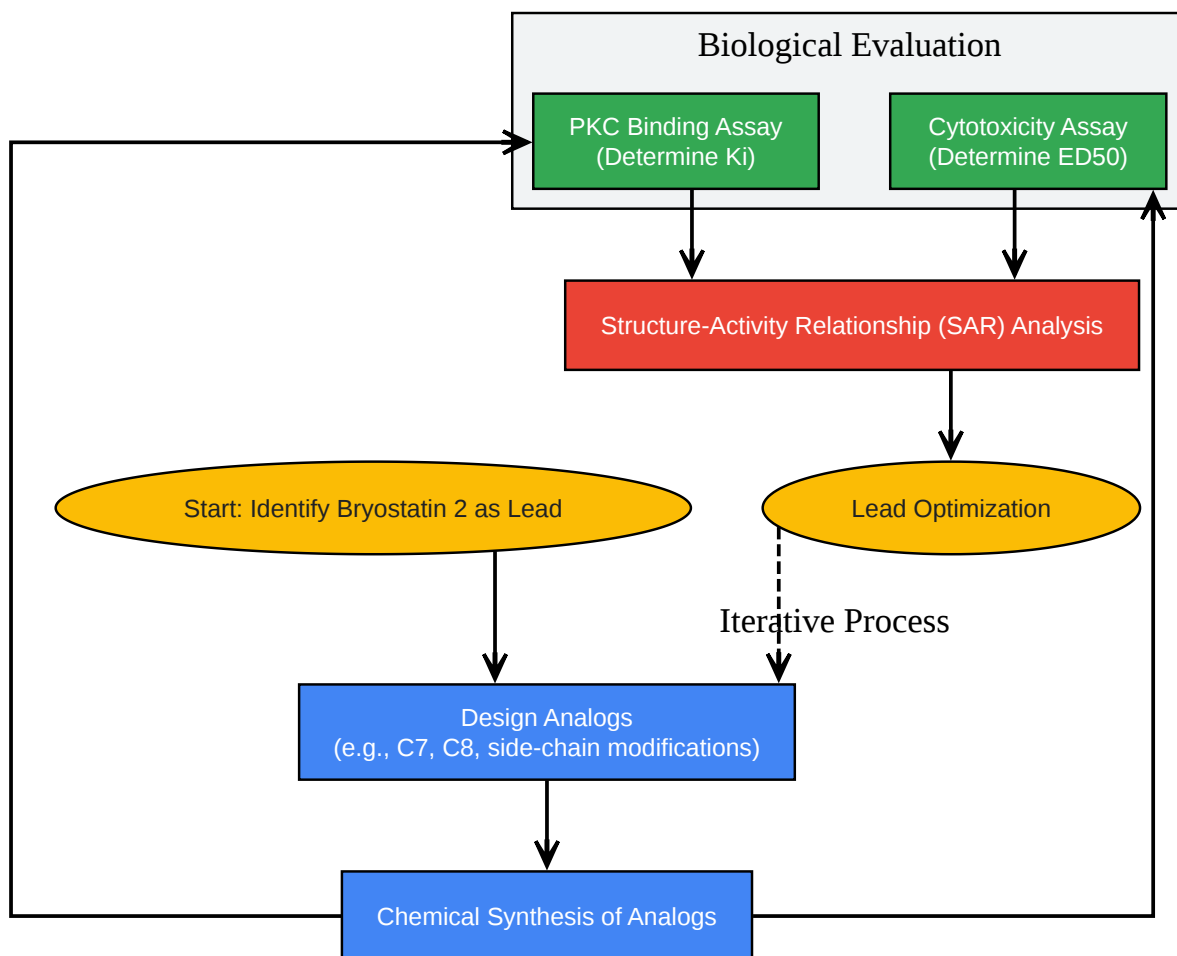 Biological Evaluation
PKC Binding Assay
(Determine Ki)
Cytotoxicity Assay
(Determine ED50)
Structure-Activity Relationship (SAR) Analysis
Start: Identify Bryostatin 2 as Lead
Lead Optimization
Iterative Process
Design Analogs
(e.g., C7, C8, side-chain modifications)
Chemical Synthesis of Analogs